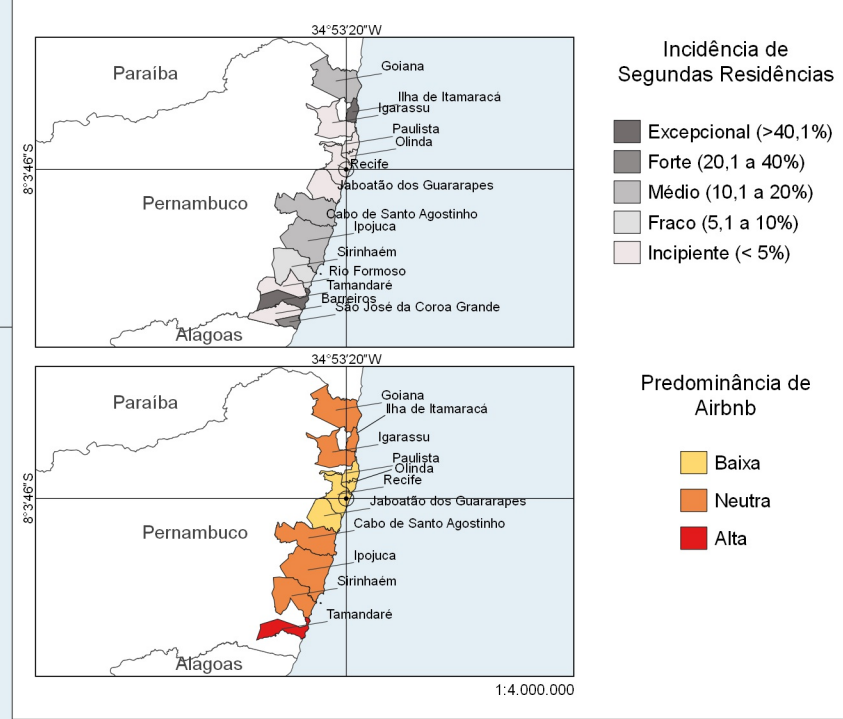 34°53'20"W
Paraíba
Goiana
Ilha de Itamaracá
Igarassu
Paulista
Olinda
Recife
8°3'46"S
Jaboatão dos Guararapes
Pernambuco
Cabo de Santo Agostinho
Ipojuca
Sirinhaém
Rio Formoso
Tamandaré
Barreiros
São José da Coroa Grande
Alagoas
Incidência de
Segundas Residências
Excepcional (>40,1%)
Forte (20,1 a 40%)
Médio (10,1 a 20%)
Fraco (5,1 a 10%)
Incipiente (< 5%)
34°53'20"W
Paraíba
Goiana
Ilha de Itamaracá
Igarassu
Paulista
Olinda
Recife
8°3'46"S
Jaboatão dos Guararapes
Cabo de Santo Agostinho
Pernambuco
Ipojuca
Sirinhaém
Tamandaré
Alagoas
Predominância de
Airbnb
Baixa
Neutra
Alta
1:4.000.000